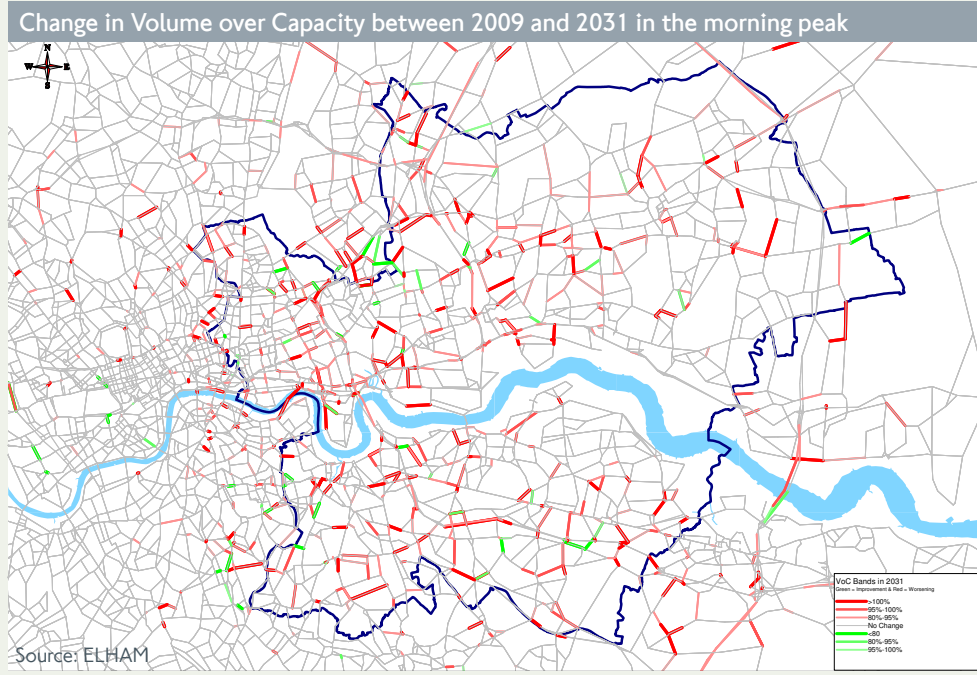 Change in Volume over Capacity between 2009 and 2031 in the morning peak
N
W E
S
VoC Bands in 2031
Green = Improvement & Red = Worsening
>100%
95%-100%
80%-95%
No Change
<80
80%-95%
95%-100%
Source: ELHAM